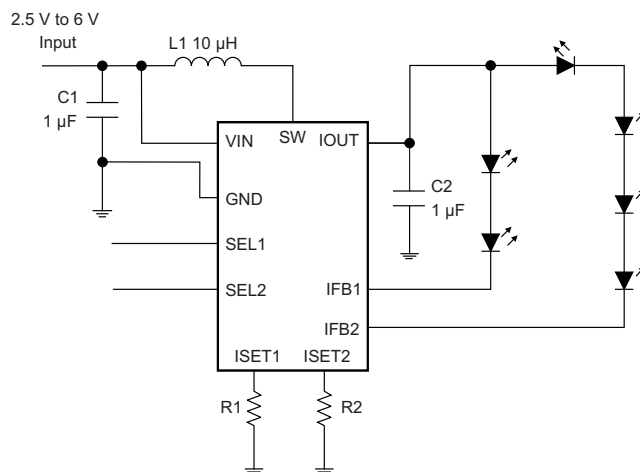 2.5 V to 6 V
Input
L1 10 µH
C1
1 µF
VIN
SW
IOUT
GND
C2
1 µF
SEL1
SEL2
IFB1
IFB2
ISET1
ISET2
R1
R2